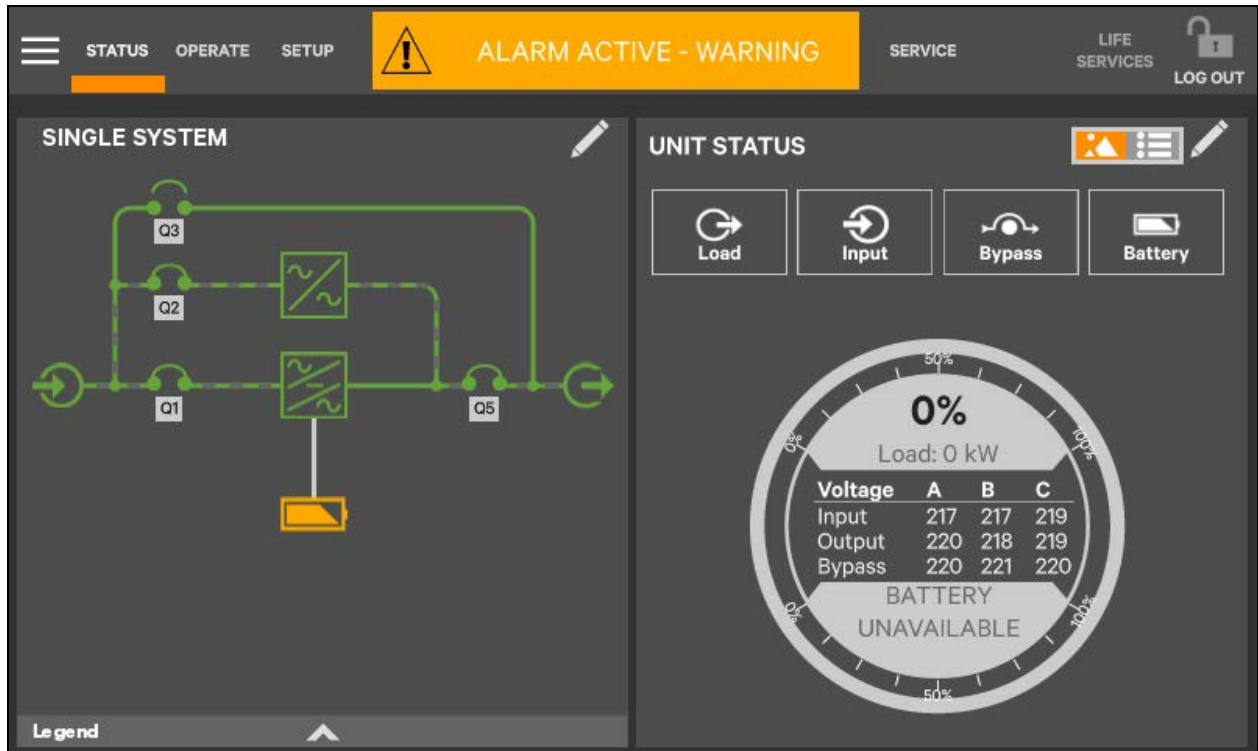 STATUS OPERATE SETUP ALARM ACTIVE - WARNING SERVICE LIFE SERVICES LOG OUT
SINGLE SYSTEM
Q3
Q2
Q1
Q5
Legend
UNIT STATUS
Load Input Bypass Battery
50%
0% 100%
0%
Load: 0 kW
Voltage A B C
Input 217 217 219
Output 220 218 219
Bypass 220 221 220
BATTERY
UNAVAILABLE
0% 100%
50%